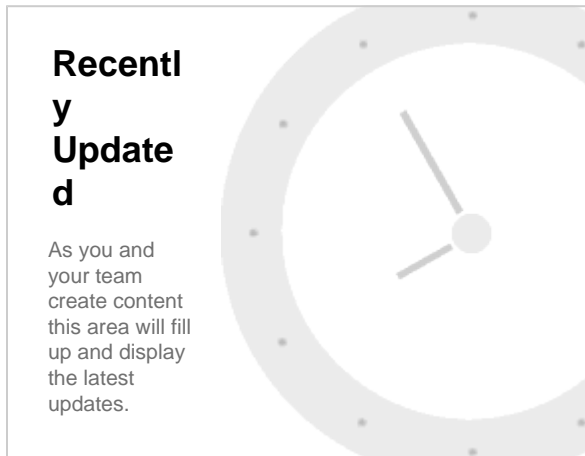 Recentl
y
Update
d
As you and
your team
create content
this area will fill
up and display
the latest
updates.